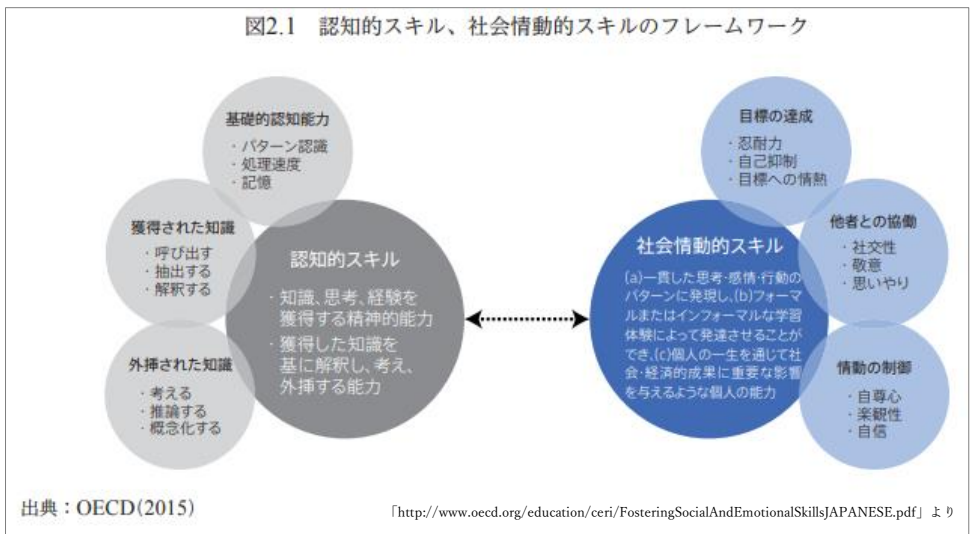 図2.1 認知的スキル、社会情動的スキルのフレームワーク
基礎的認知能力
・パターン認識
・処理速度
・記憶
獲得された知識
・呼び出す
・抽出する
・解釈する
外挿された知識
・考える
・推論する
・概念化する
認知的スキル
・知識、思考、経験を
獲得する精神的能力
・獲得した知識を
基に解釈し、考え、
外挿する能力
社会情動的スキル
(a)一貫した思考・感情・行動の
パターンに発現し、(b)フォーマ
ルまたはインフォーマルな学習
体験によって発達させることが
でき、(c)個人の一生を通じて社
会・経済的成果に重要な影響
を与えるような個人の能力
目標の達成
・忍耐力
・自己抑制
・目標への情熱
他者との協働
・社交性
・敬意
・思いやり
情動の制御
・自尊心
・楽観性
・自信
出典：OECD(2015)
「http://www.oecd.org/education/ceri/FosteringSocialAndEmotionalSkillsJAPANESE.pdf」より